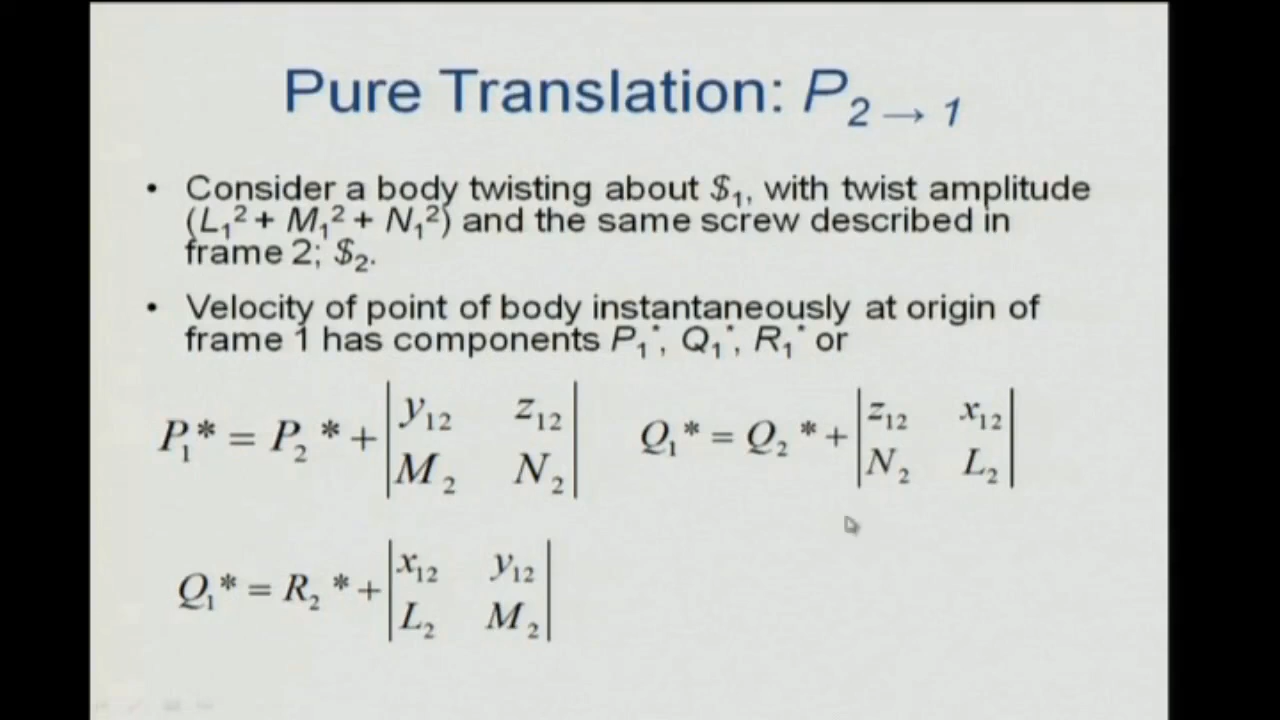 Pure Translation: P₂ → ₁
• Consider a body twisting about $₁, with twist amplitude
(L₁² + M₁² + N₁²) and the same screw described in
frame 2; $₂.
• Velocity of point of body instantaneously at origin of
frame 1 has components P₁*, Q₁*, R₁* or
P₁* = P₂* + |y₁₂ z₁₂| Q₁* = Q₂* + |z₁₂ x₁₂|
|M₂ N₂| |N₂ L₂|
Q₁* = R₂* + |x₁₂ y₁₂|
|L₂ M₂|